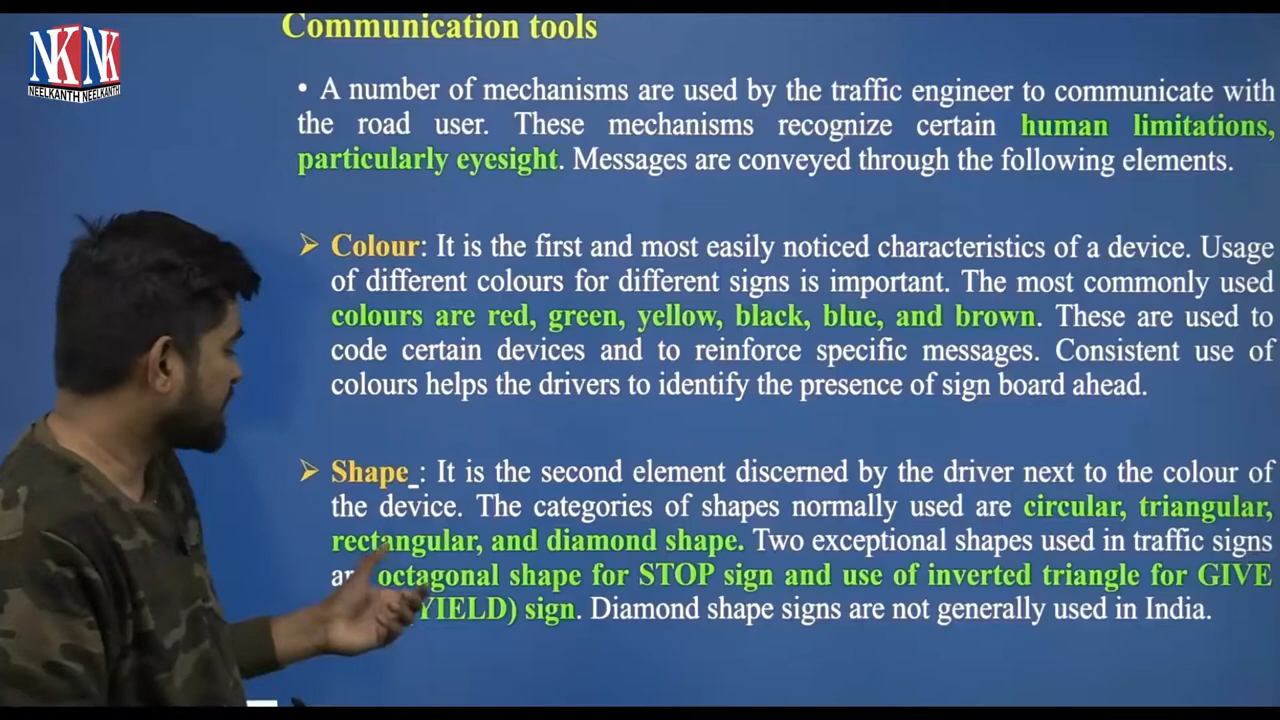 NK NK
NEELKANTH NEELKANTH
Communication tools
• A number of mechanisms are used by the traffic engineer to communicate with
the road user. These mechanisms recognize certain human limitations,
particularly eyesight. Messages are conveyed through the following elements.
➢ Colour: It is the first and most easily noticed characteristics of a device. Usage
of different colours for different signs is important. The most commonly used
colours are red, green, yellow, black, blue, and brown. These are used to
code certain devices and to reinforce specific messages. Consistent use of
colours helps the drivers to identify the presence of sign board ahead.
➢ Shape_: It is the second element discerned by the driver next to the colour of
the device. The categories of shapes normally used are circular, triangular,
rectangular, and diamond shape. Two exceptional shapes used in traffic signs
octagonal shape for STOP sign and use of inverted triangle for GIVE
YIELD) sign. Diamond shape signs are not generally used in India.